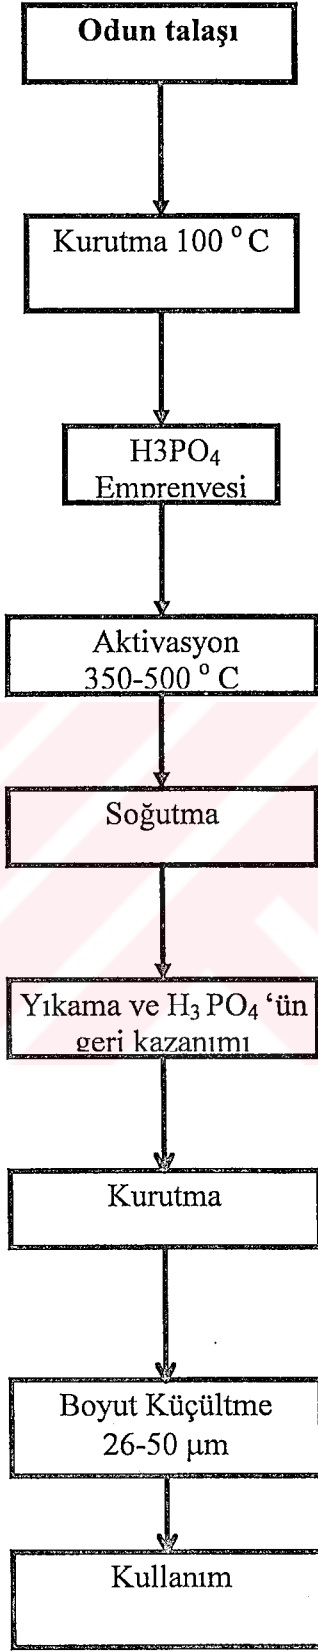 Odun talaşı
Kurutma 100 ° C
H3PO₄
Emprenyesi
Aktivasyon
350-500 ° C
Soğutma
Yıkama ve H₃ PO₄ ‘ün
geri kazanımı
Kurutma
Boyut Küçültme
26-50 µm
Kullanım